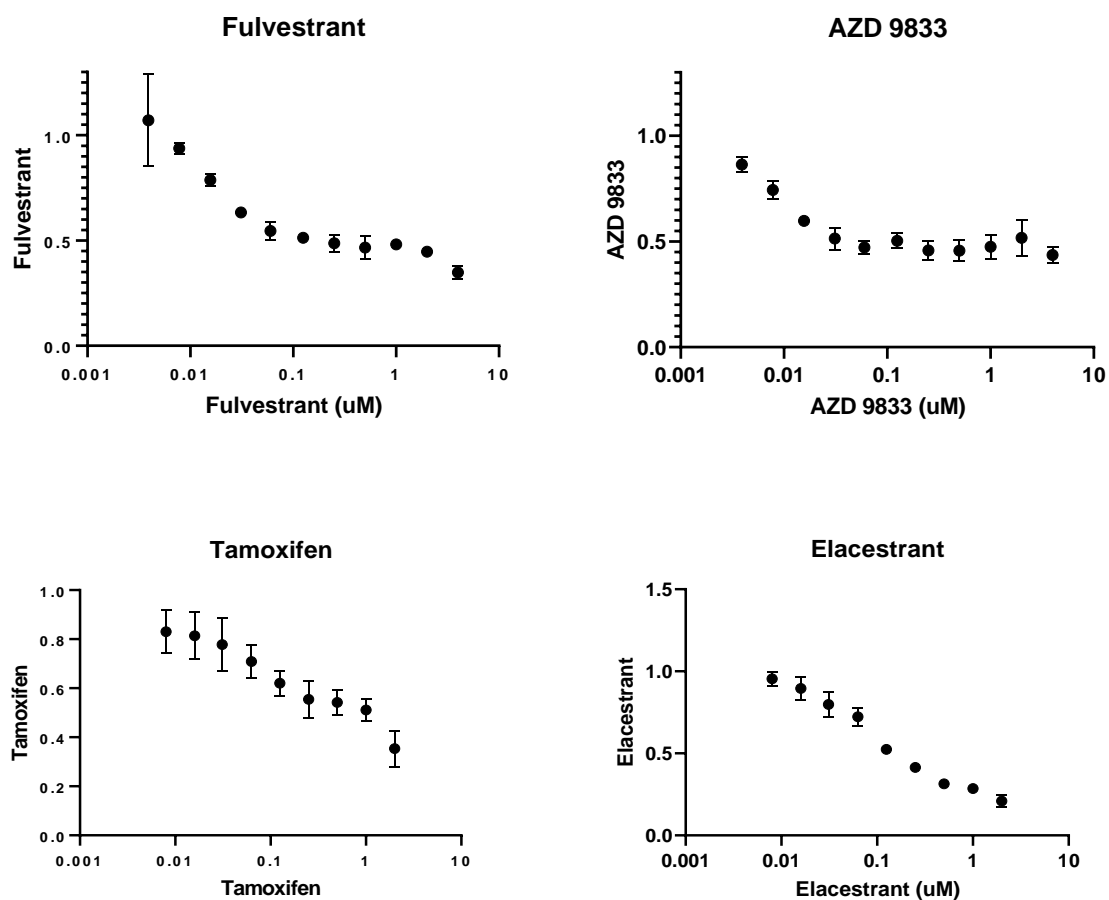 Fulvestrant
Fulvestrant
1.0
0.5
0.0
0.001 0.01 0.1 1 10
Fulvestrant (uM)
AZD 9833
AZD 9833
1.0
0.5
0.0
0.001 0.01 0.1 1 10
AZD 9833 (uM)
Tamoxifen
Tamoxifen
1.0
0.8
0.6
0.4
0.2
0.0
0.001 0.01 0.1 1 10
Tamoxifen
Elacestrant
Elacestrant
1.5
1.0
0.5
0.0
0.001 0.01 0.1 1 10
Elacestrant (uM)